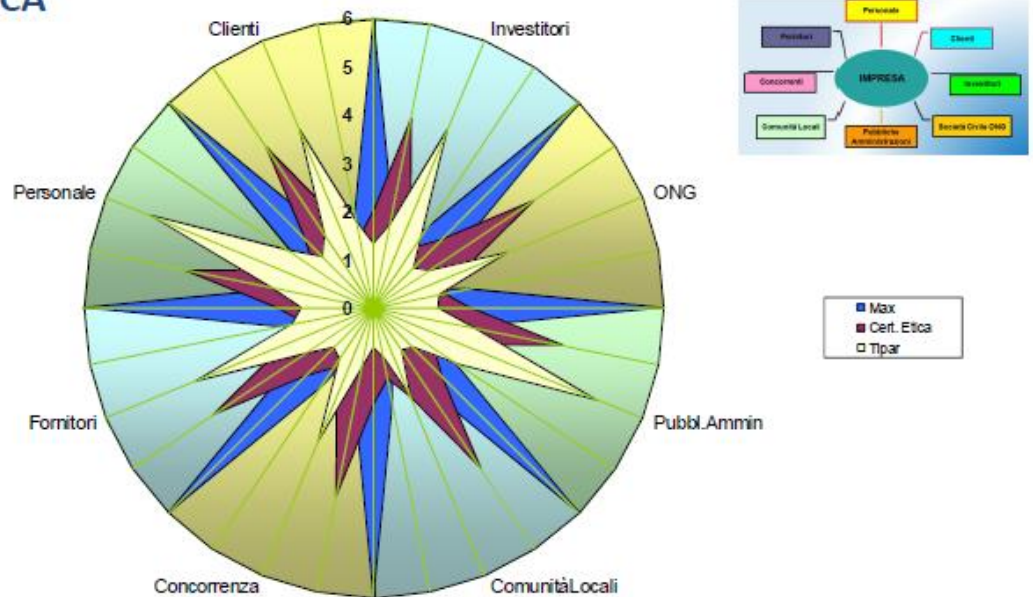 CA
6
5
4
3
2
1
0
Clienti
Investitori
Personale
ONG
Fornitori
Pubbl.Ammin
Concorrenza
ComunitàLocali
Max
Cert. Etica
Tipar
Personale
Fornitori
Clienti
Concorrenti
IMPRESA
Investitori
Comunità Locali
Pubbliche
Amministrazioni
Società Civile ONG